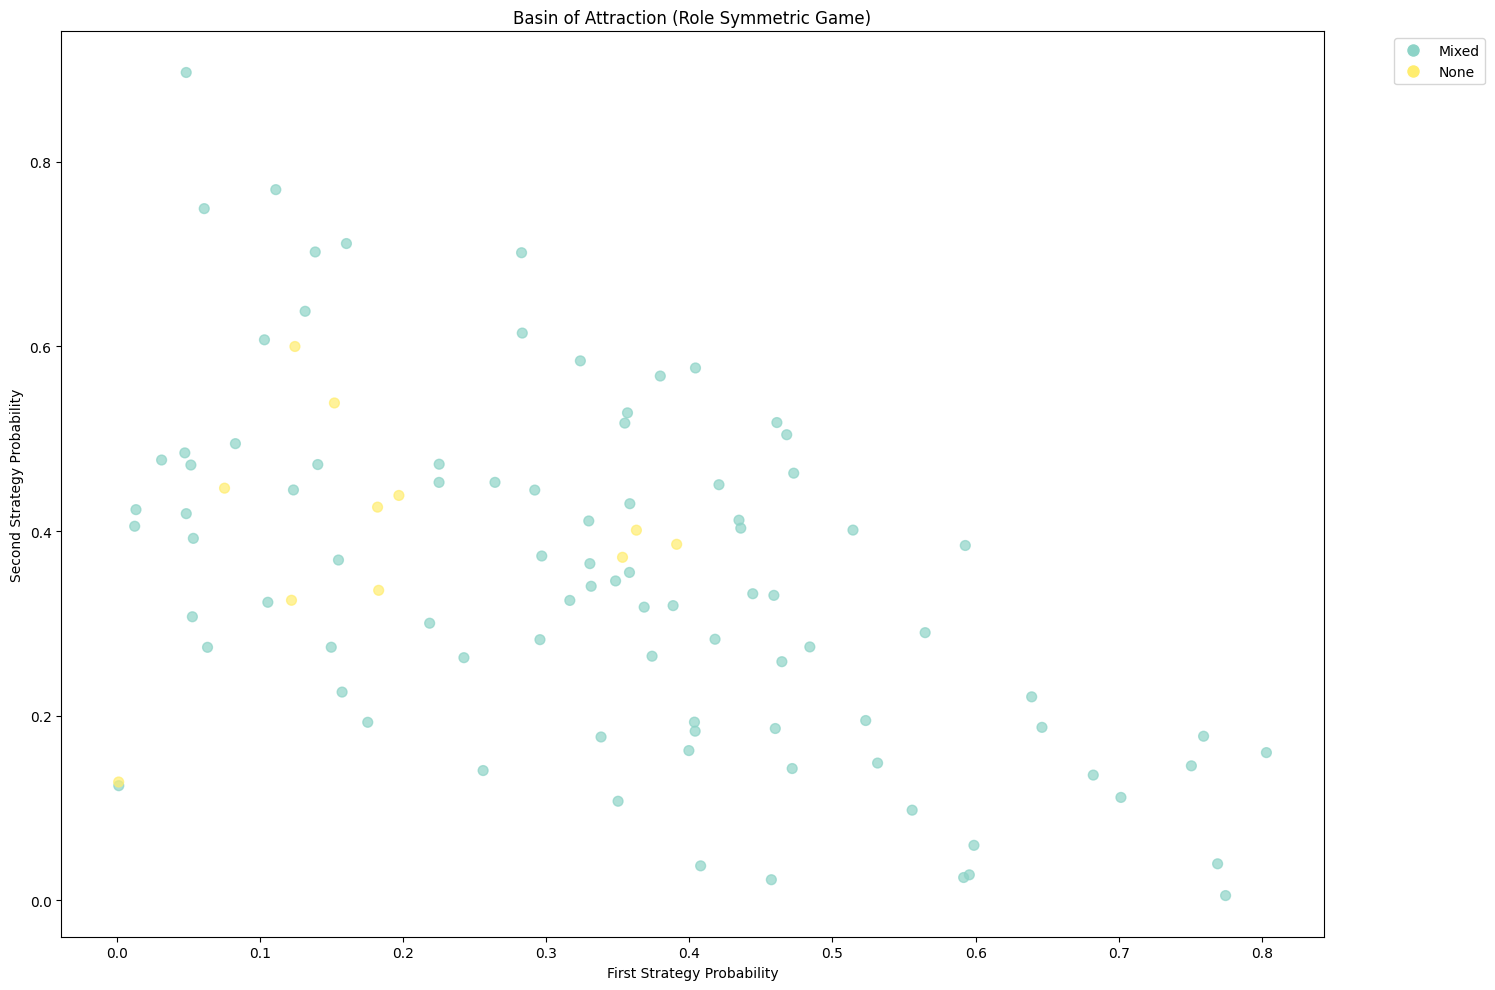 Basin of Attraction (Role Symmetric Game)
Mixed
None
Second Strategy Probability
0.8
0.6
0.4
0.2
0.0
0.0 0.1 0.2 0.3 0.4 0.5 0.6 0.7 0.8
First Strategy Probability